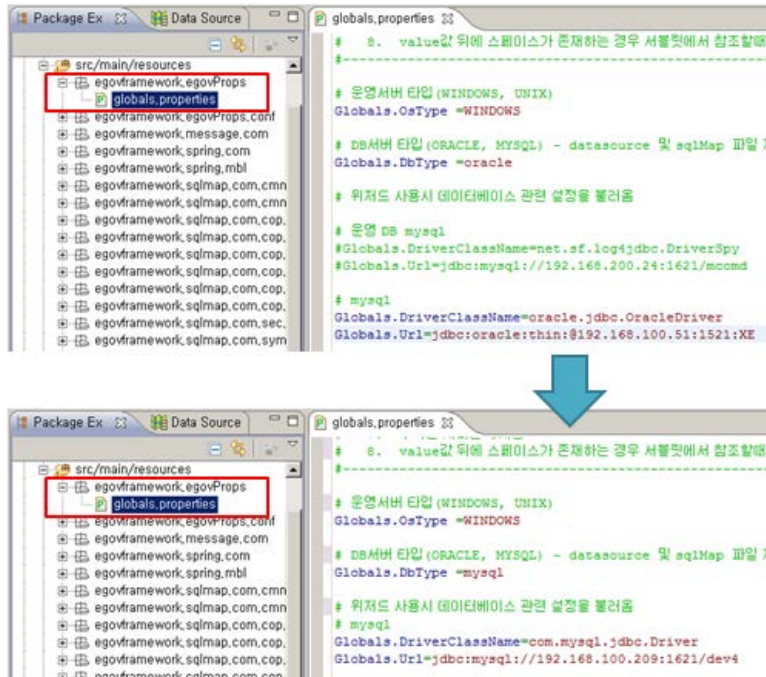 Package Ex
Data Source
src/main/resources
egovframework.egovProps
globals.properties
egovframework.egovProps.conf
egovframework.message.com
egovframework.spring.com
egovframework.spring.mbl
egovframework.sqlmap.com.cmn
egovframework.sqlmap.com.cmn
egovframework.sqlmap.com.cop.
egovframework.sqlmap.com.cop.
egovframework.sqlmap.com.cop.
egovframework.sqlmap.com.cop.
egovframework.sqlmap.com.cop.
egovframework.sqlmap.com.sec.
egovframework.sqlmap.com.sym
globals.properties
# 8. value값 뒤에 스페이스가 존재하는 경우 서블릿에서 참조할때
#----------------------------------------------------------------
# 운영서버 타입(WINDOWS, UNIX)
Globals.OsType =WINDOWS
# DB서버 타입(ORACLE, MYSQL) - datasource 및 sqlMap 파일
Globals.DbType =oracle
# 위저드 사용시 데이터베이스 관련 설정을 불러옴
# 운영 DB mysql
#Globals.DriverClassName=net.sf.log4jdbc.DriverSpy
#Globals.Url=jdbc:mysql://192.168.200.24:1621/mcomd
# mysql
Globals.DriverClassName=oracle.jdbc.OracleDriver
Globals.Url=jdbc:oracle:thin:@192.168.100.51:1521:XE
Package Ex
Data Source
src/main/resources
egovframework.egovProps
globals.properties
egovframework.egovProps.conf
egovframework.message.com
egovframework.spring.com
egovframework.spring.mbl
egovframework.sqlmap.com.cmn
egovframework.sqlmap.com.cmn
egovframework.sqlmap.com.cop.
egovframework.sqlmap.com.cop.
egovframework.sqlmap.com.cop.
globals.properties
# 8. value값 뒤에 스페이스가 존재하는 경우 서블릿에서 참조할때
#----------------------------------------------------------------
# 운영서버 타입(WINDOWS, UNIX)
Globals.OsType =WINDOWS
# DB서버 타입(ORACLE, MYSQL) - datasource 및 sqlMap 파일
Globals.DbType =mysql
# 위저드 사용시 데이터베이스 관련 설정을 불러옴
# mysql
Globals.DriverClassName=com.mysql.jdbc.Driver
Globals.Url=jdbc:mysql://192.168.100.209:1621/dev4